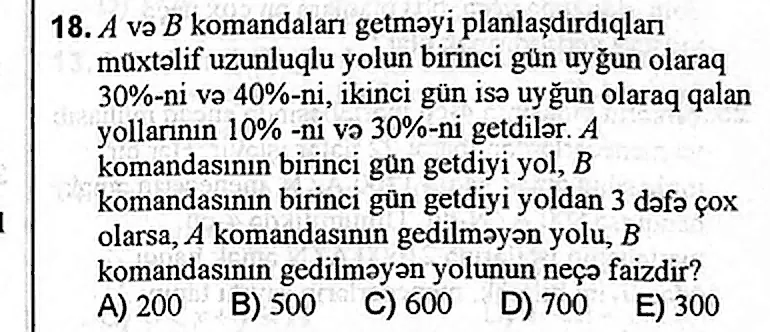 18. A və B komandaları getməyi planlaşdırdıqları
müxtəlif uzunluqlu yolun birinci gün uyğun olaraq
30%-ni və 40%-ni, ikinci gün isə uyğun olaraq qalan
yollarının 10% -ni və 30%-ni getdilər. A
komandasının birinci gün getdiyi yol, B
komandasının birinci gün getdiyi yoldan 3 dəfə çox
olarsa, A komandasının gedilməyən yolu, B
komandasının gedilməyən yolunun neçə faizdir?
A) 200 B) 500 C) 600 D) 700 E) 300